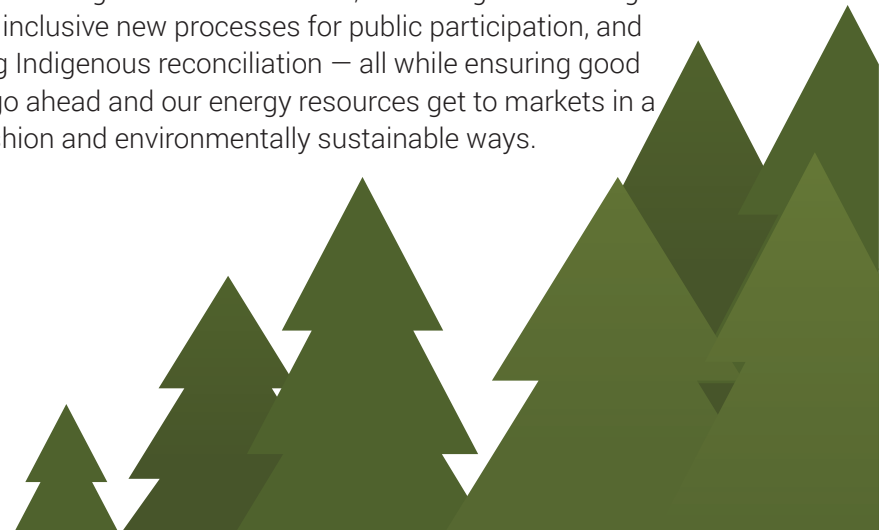 inclusive new processes for public participation, and
Indigenous reconciliation — all while ensuring good
go ahead and our energy resources get to markets in a
and environmentally sustainable ways.